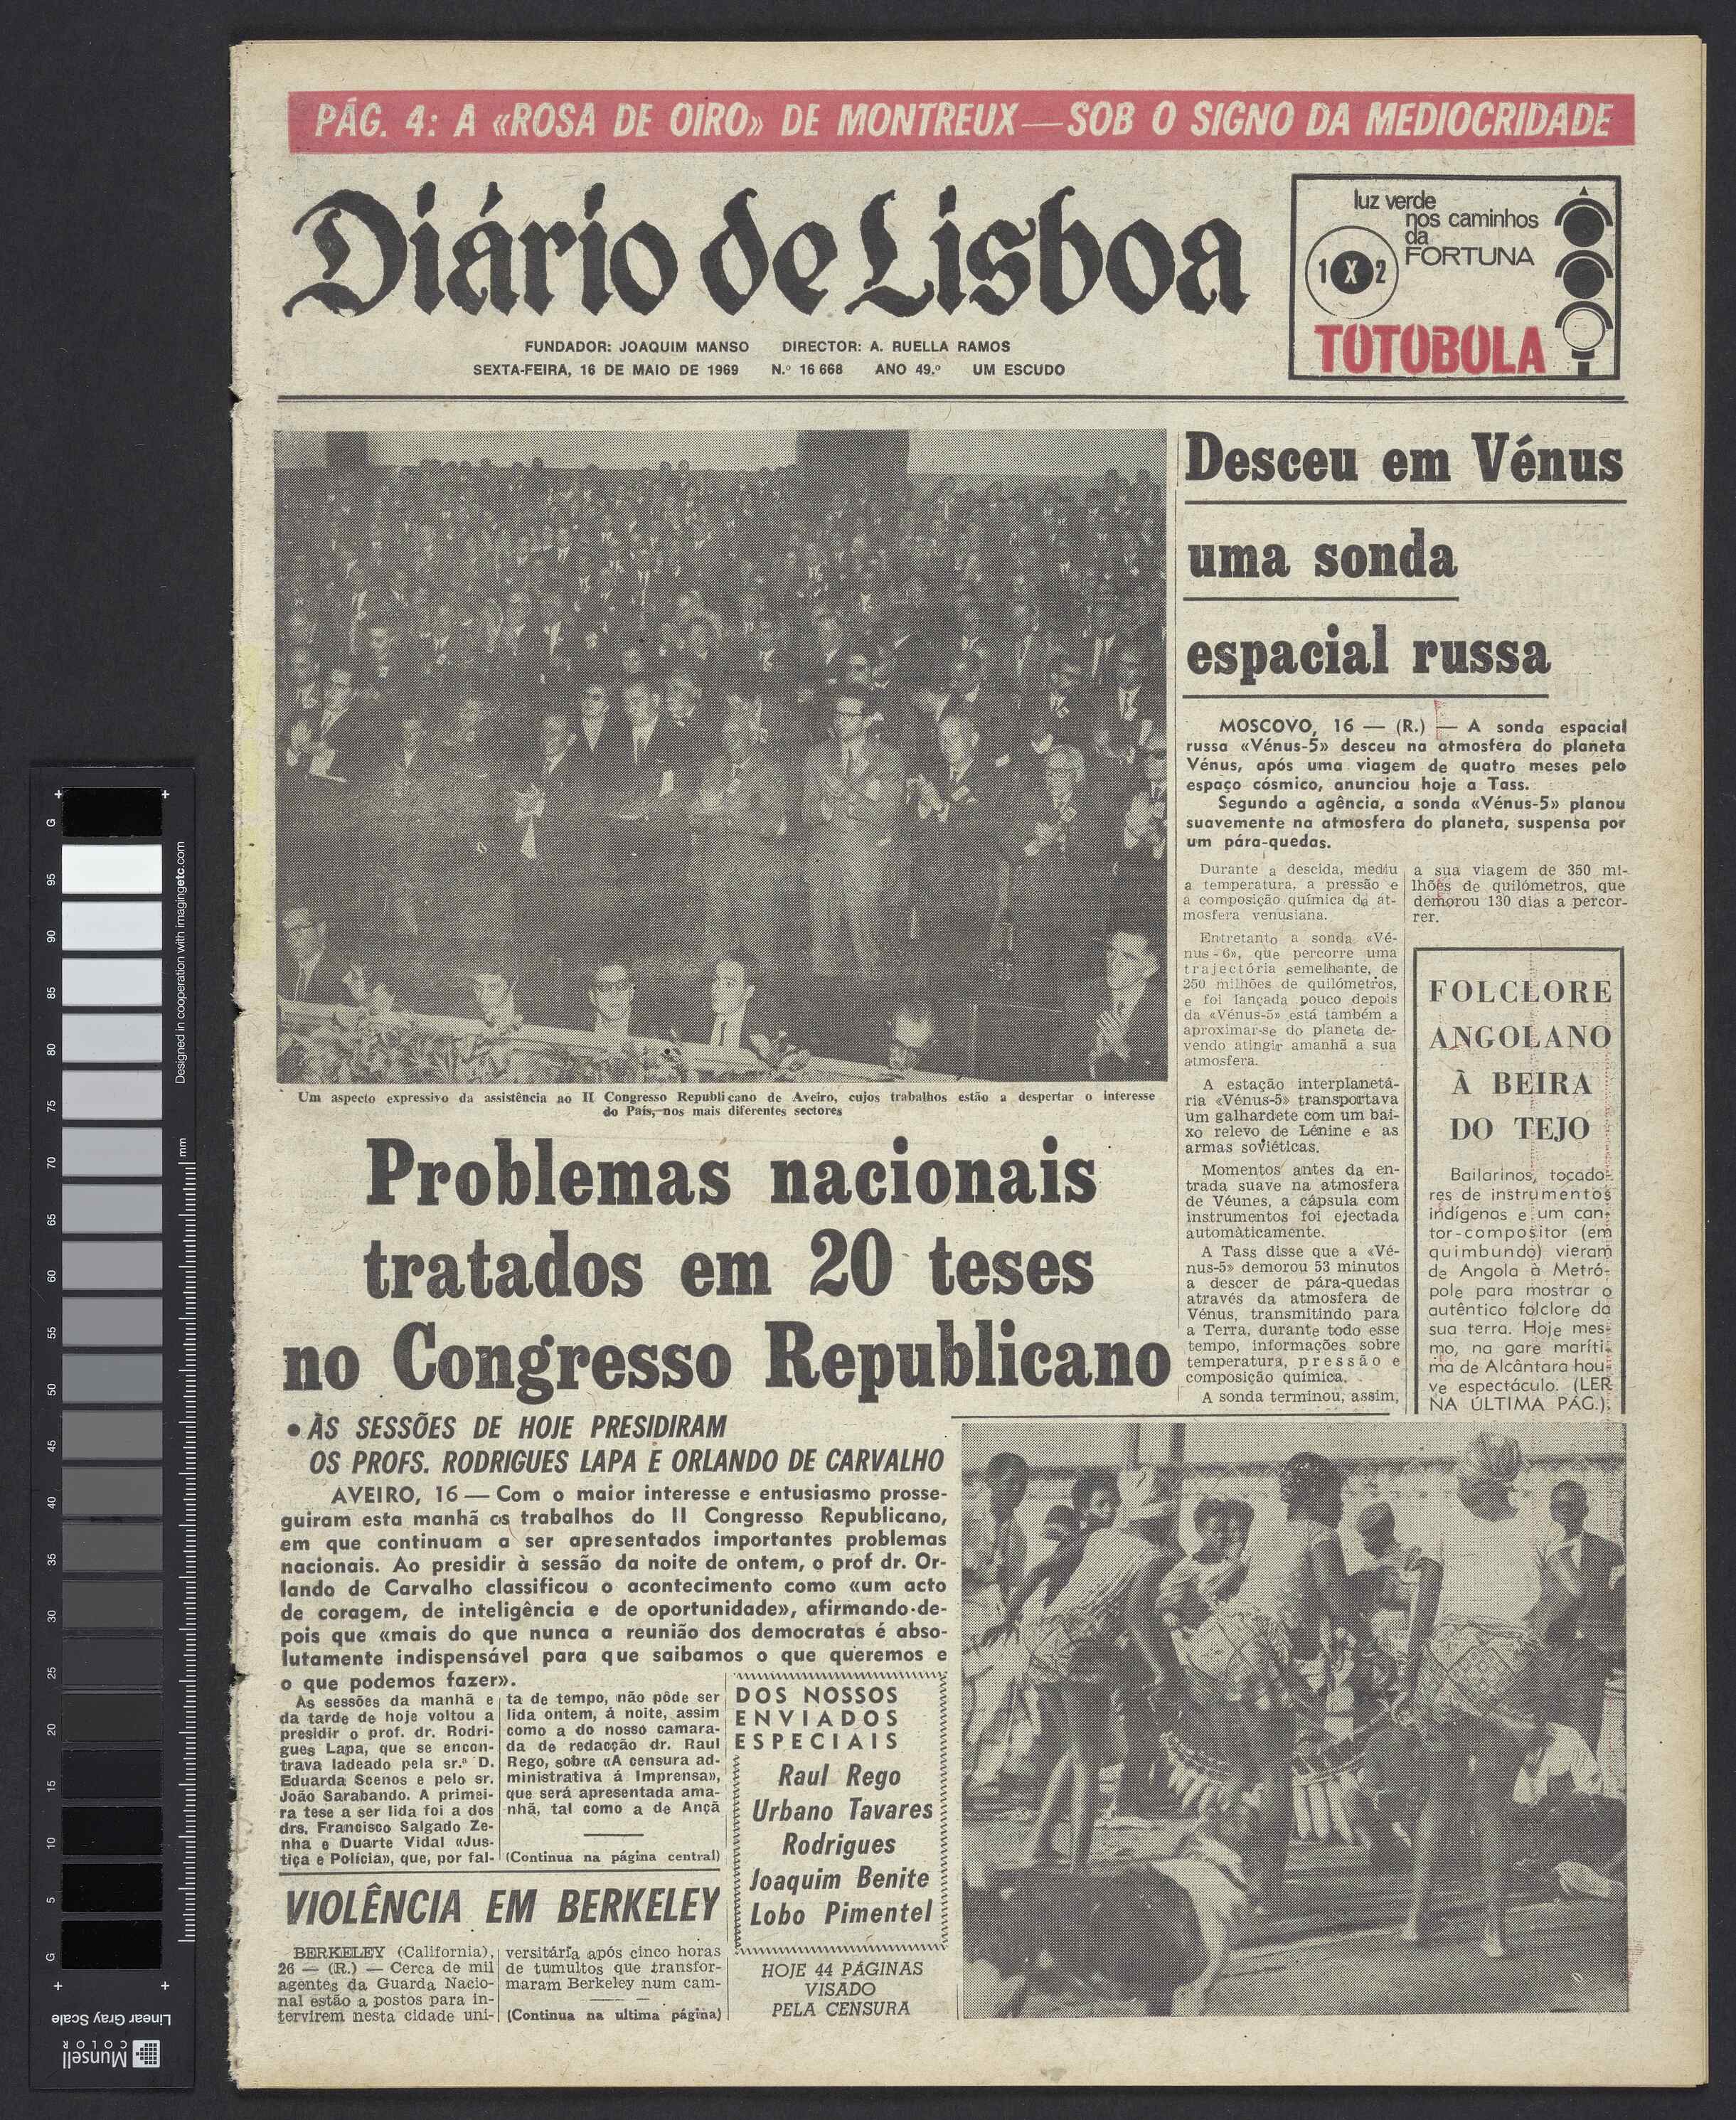 PÁG. 4: A «ROSA DE OIRO» DE MONTREUX — SOB O SIGNO DA MEDIOCRIDADE
Diário de Lisboa
FUNDADOR: JOAQUIM MANSO DIRECTOR: A. RUELLA RAMOS
SEXTA-FEIRA, 16 DE MAIO DE 1969 N.º 16 668 ANO 49.º UM ESCUDO
luz verde
nos caminhos
da
FORTUNA
1 X 2
TOTOBOLA
Um aspecto expressivo da assistência ao II Congresso Republicano de Aveiro, cujos trabalhos estão a despertar o interesse
do País, nos mais diferentes sectores
Desceu em Vénus
uma sonda
espacial russa
MOSCOVO, 16 — (R.) — A sonda espacial
russa «Vénus-5» desceu na atmosfera do planeta
Vénus, após uma viagem de quatro meses pelo
espaço cósmico, anunciou hoje a Tass.
Segundo a agência, a sonda «Vénus-5» planou
suavemente na atmosfera do planeta, suspensa por
um pára-quedas.
Durante a descida, mediu
a temperatura, a pressão e
a composição química da at-
mosfera venusiana.
Entretanto a sonda «Vé-
nus-6», que percorre uma
trajectória semelhante, de
250 milhões de quilómetros,
e foi lançada pouco depois
da «Vénus-5» está também a
aproximar-se do planeta de-
vendo atingir amanhã a sua
atmosfera.
A estação interplanetá-
ria «Vénus-5» transportava
um galhardete com um bai-
xo relevo de Lénine e as
armas soviéticas.
Momentos antes da en-
trada suave na atmosfera
de Véunes, a cápsula com
instrumentos foi ejectada
automàticamente.
A Tass disse que a «Vé-
nus-5» demorou 53 minutos
a descer de pára-quedas
através da atmosfera de
Vénus, transmitindo para
a Terra, durante todo esse
tempo, informações sobre
temperatura, pressão e
composição química.
A sonda terminou, assim,
a sua viagem de 350 mi-
lhões de quilómetros, que
demorou 130 dias a percor-
rer.
FOLCLORE
ANGOLANO
À BEIRA
DO TEJO
Bailarinos, tocado-
res de instrumentos
indígenas e um can-
tor-compositor (em
quimbundo) vieram
de Angola à Metró-
pole para mostrar o
autêntico folclore da
sua terra. Hoje mes-
mo, na gare maríti-
ma de Alcântara hou-
ve espectáculo. (LER
NA ÚLTIMA PÁG.).
Problemas nacionais
tratados em 20 teses
no Congresso Republicano
• ÀS SESSÕES DE HOJE PRESIDIRAM
OS PROFS. RODRIGUES LAPA E ORLANDO DE CARVALHO
AVEIRO, 16 — Com o maior interesse e entusiasmo prosse-
guiram esta manhã os trabalhos do II Congresso Republicano,
em que continuam a ser apresentados importantes problemas
nacionais. Ao presidir à sessão da noite de ontem, o prof dr. Or-
lando de Carvalho classificou o acontecimento como «um acto
de coragem, de inteligência e de oportunidade», afirmando-de-
pois que «mais do que nunca a reunião dos democratas é abso-
lutamente indispensável para que saibamos o que queremos e
o que podemos fazer».
As sessões da manhã e
da tarde de hoje voltou a
presidir o prof. dr. Rodri-
gues Lapa, que se encon-
trava ladeado pela sr.ª D.
Eduarda Scenos e pelo sr.
João Sarabando. A primei-
ra tese a ser lida foi a dos
drs. Francisco Salgado Ze-
nha e Duarte Vidal «Jus-
tiça e Polícia», que, por fal-
ta de tempo, não pôde ser
lida ontem, á noite, assim
como a do nosso camara-
da de redacção dr. Raul
Rego, sobre «A censura ad-
ministrativa á Imprensa»,
que será apresentada ama-
nhã, tal como a de Ançã
(Continua na página central)
DOS NOSSOS
ENVIADOS
ESPECIAIS
Raul Rego
Urbano Tavares
Rodrigues
Joaquim Benite
Lobo Pimentel
VIOLÊNCIA EM BERKELEY
BERKELEY (California),
26 — (R.) — Cerca de mil
agentes da Guarda Nacio-
nal estão a postos para in-
tervirem nesta cidade uni-
versitária após cinco horas
de tumultos que transfor-
maram Berkeley num cam-
(Continua na ultima página)
HOJE 44 PÁGINAS
VISADO
PELA CENSURA
G
95
90
85
80
75
70
65
60
55
50
45
40
35
30
25
20
15
10
5
G
mm
Designed in cooperation with imagingetc.com
Linear Gray Scale
Munsell
COLOR